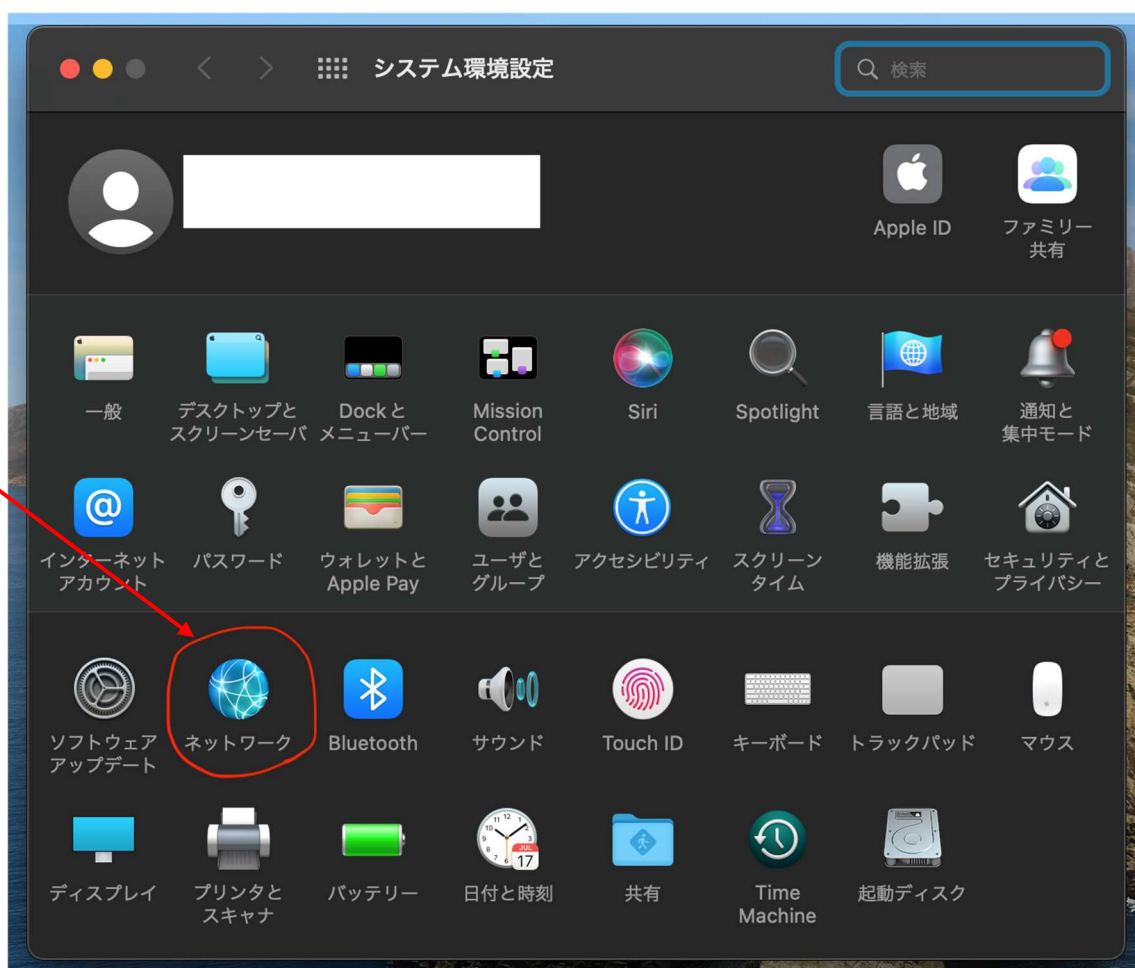 システム環境設定
検索
Apple ID
ファミリー
共有
一般
デスクトップと
スクリーンセーバ
Dockと
メニューバー
Mission
Control
Siri
Spotlight
言語と地域
通知と
集中モード
インターネット
アカウント
パスワード
ウォレットと
Apple Pay
ユーザと
グループ
アクセシビリティ
スクリーン
タイム
機能拡張
セキュリティと
プライバシー
ソフトウェア
アップデート
ネットワーク
Bluetooth
サウンド
Touch ID
キーボード
トラックパッド
マウス
ディスプレイ
プリンタと
スキャナ
バッテリー
JUL
17
日付と時刻
共有
Time
Machine
起動ディスク